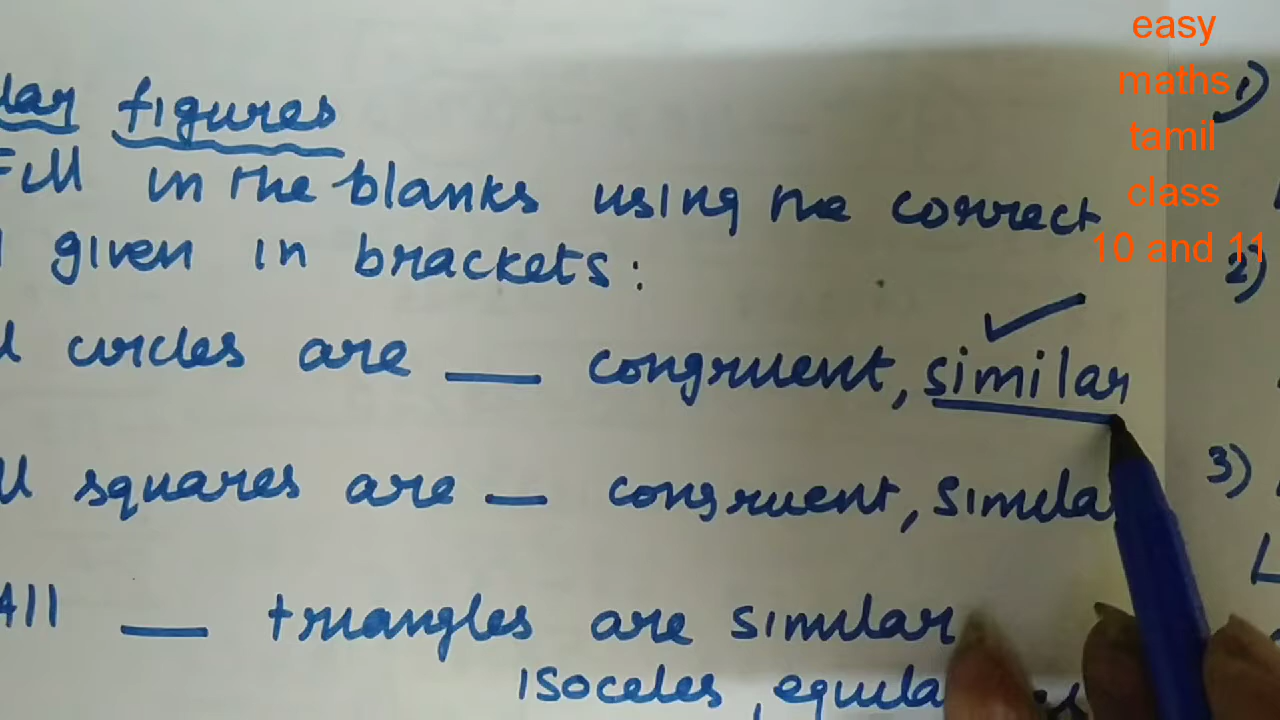 figures
Fill in the blanks using the correct
given in brackets:
circles are __ congruent, similar
squares are __ congruent,
All __ triangles are similar
isoceles,
1)
2)
3)
easy
maths
tamil
class
10 and 11